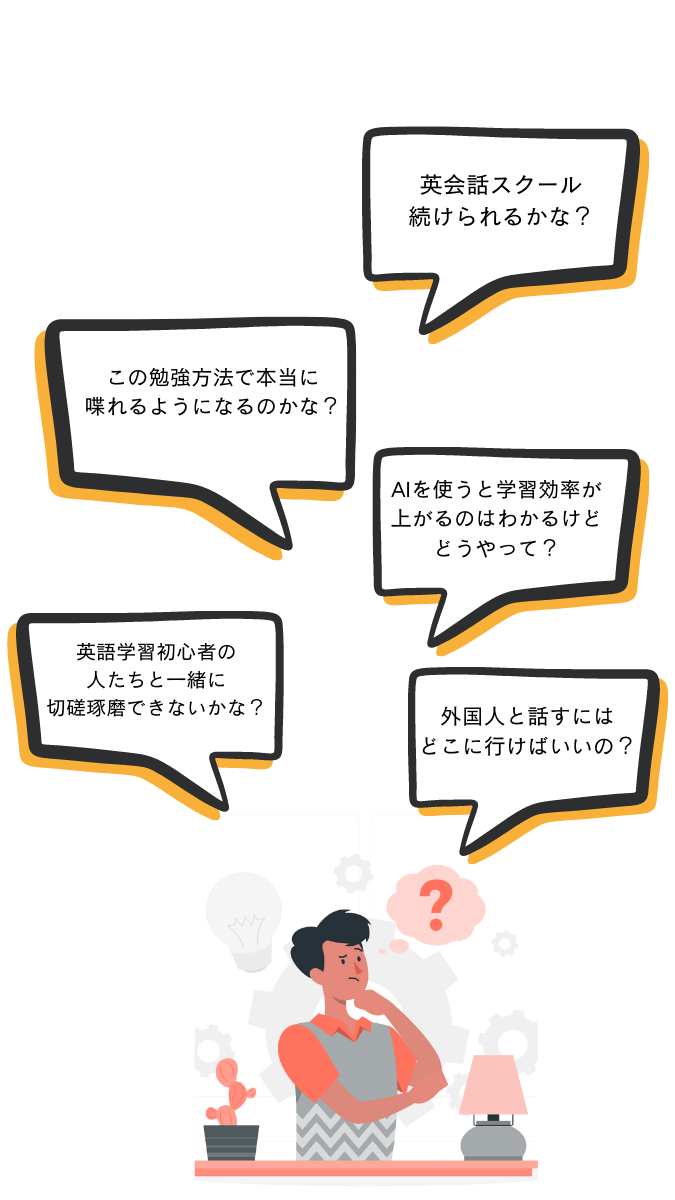 英会話スクール
続けられるかな？
この勉強方法で本当に
喋れるようになるのかな？
AIを使うと学習効率が
上がるのはわかるけど
どうやって？
英語学習初心者の
人たちと一緒に
切磋琢磨できないかな？
外国人と話すには
どこに行けばいいの？
?